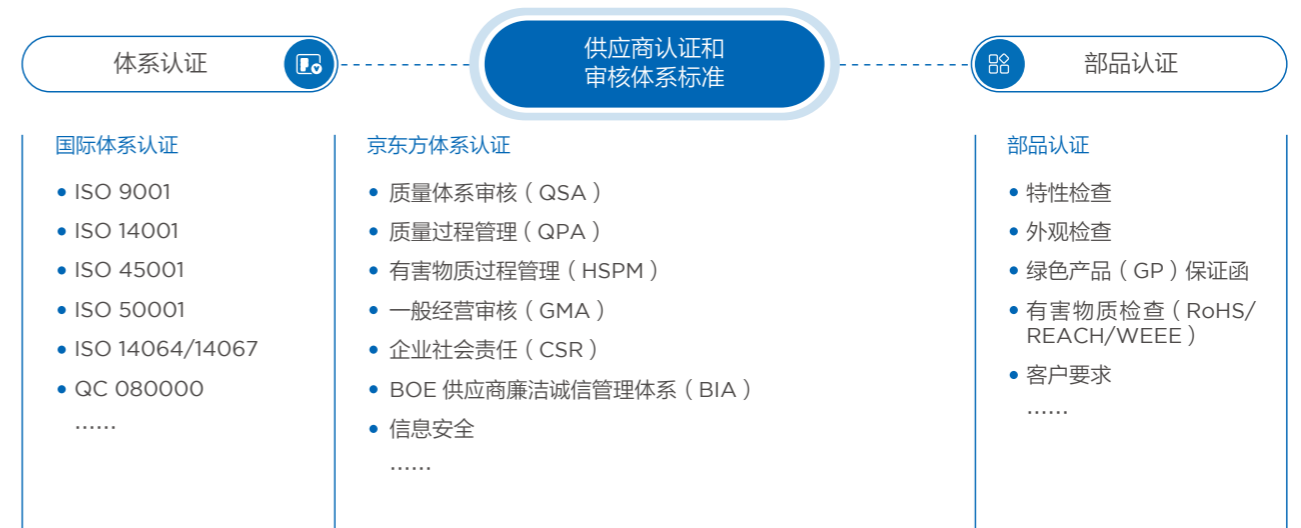 体系认证
供应商认证和
审核体系标准
部品认证
国际体系认证
• ISO 9001
• ISO 14001
• ISO 45001
• ISO 50001
• ISO 14064/14067
• QC 080000
……
京东方体系认证
• 质量体系审核（QSA）
• 质量过程管理（QPA）
• 有害物质过程管理（HSPM）
• 一般经营审核（GMA）
• 企业社会责任（CSR）
• BOE 供应商廉洁诚信管理体系（BIA）
• 信息安全
……
部品认证
• 特性检查
• 外观检查
• 绿色产品（GP）保证函
• 有害物质检查（RoHS/
REACH/WEEE）
• 客户要求
……